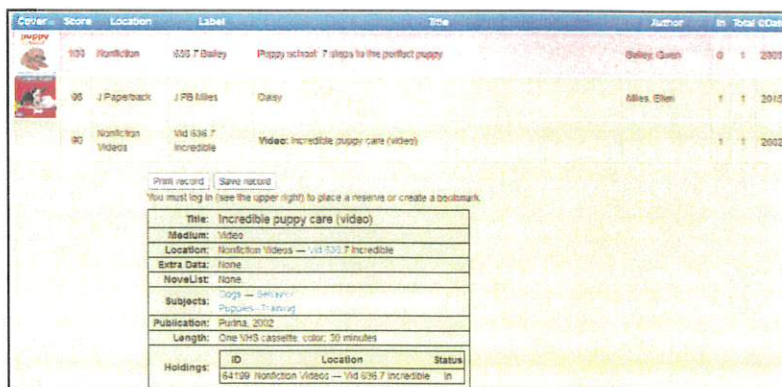 Cover Score Location Label Title Author In Total ©Date
puppy
100 Nonfiction 636.7 Bailey Puppy school: 7 steps to the perfect puppy Bailey, Gwen 0 1 2005
96 J Paperback J PB Miles Daisy Miles, Ellen 1 1 2010
90 Nonfiction Videos Vid 636.7 Incredible Video: Incredible puppy care (video) 1 1 2002
Print record Save record
You must log in (see the upper right) to place a reserve or create a bookmark.
Title: Incredible puppy care (video)
Medium: Video
Location: Nonfiction Videos — Vid 636.7 Incredible
Extra Data: None
NoveList: None
Subjects: Dogs — Behavior
Puppies--Training
Publication: Purina, 2002
Length: One VHS cassette: color: 30 minutes
Holdings: ID Location Status
64199 Nonfiction Videos — Vid 636.7 Incredible In